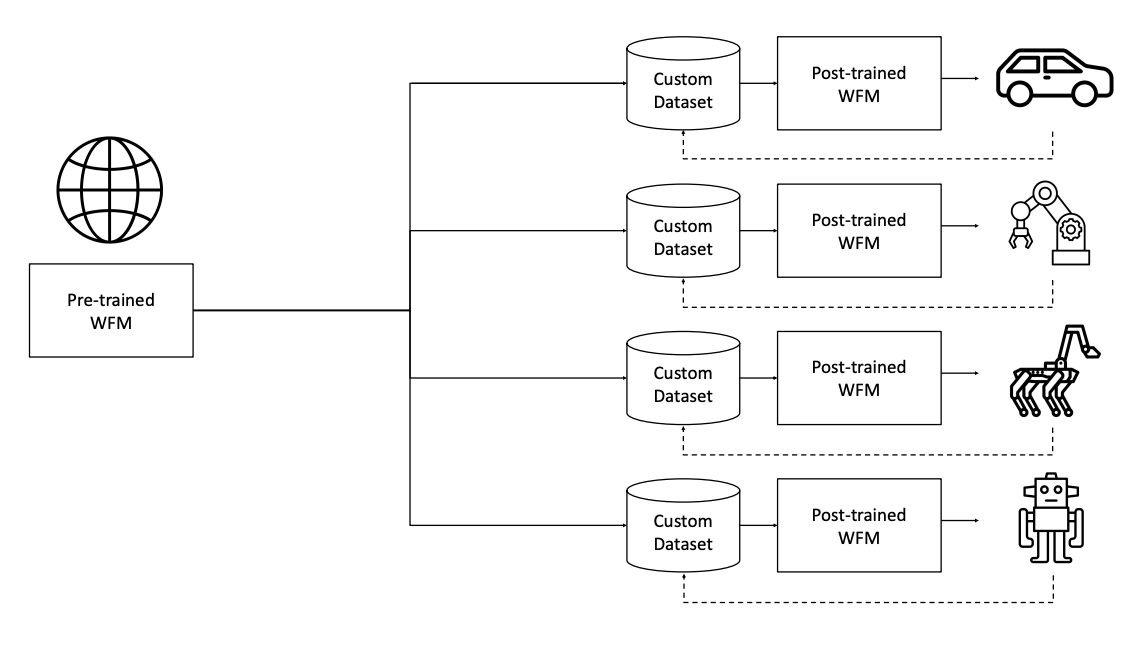 Custom
Dataset
Post-trained
WFM
Custom
Dataset
Post-trained
WFM
Pre-trained
WFM
Custom
Dataset
Post-trained
WFM
Custom
Dataset
Post-trained
WFM